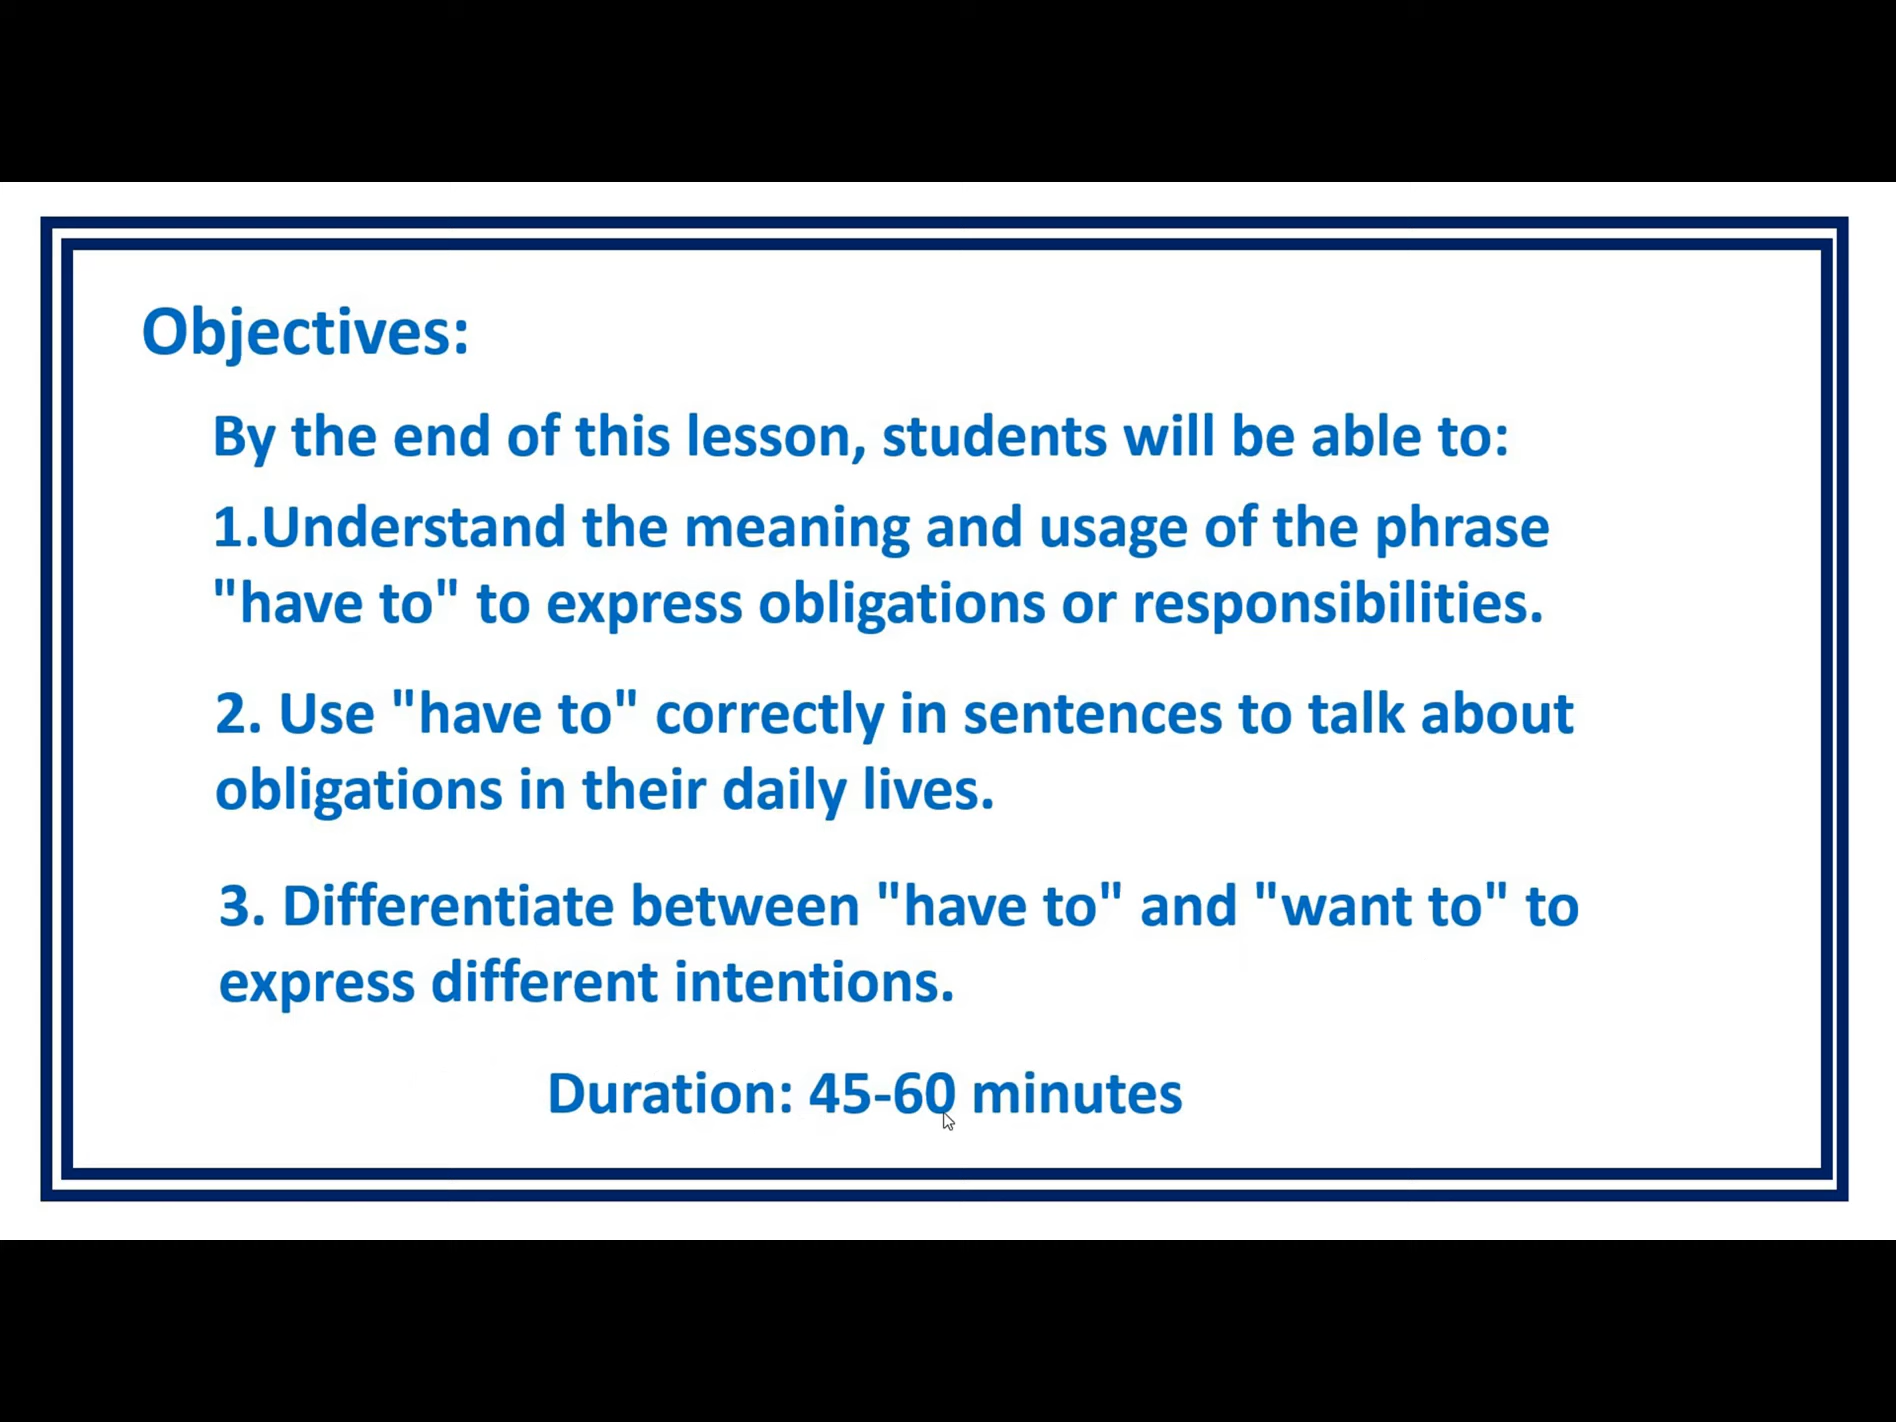 Objectives:
By the end of this lesson, students will be able to:
1.Understand the meaning and usage of the phrase
"have to" to express obligations or responsibilities.
2. Use "have to" correctly in sentences to talk about
obligations in their daily lives.
3. Differentiate between "have to" and "want to" to
express different intentions.
Duration: 45-60 minutes